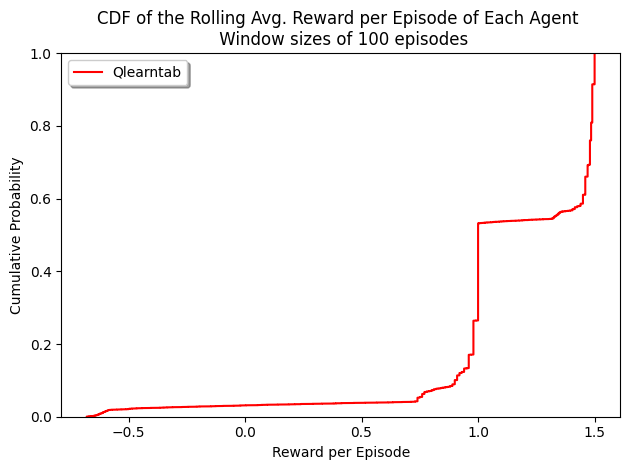 CDF of the Rolling Avg. Reward per Episode of Each Agent
Window sizes of 100 episodes
Qlearntab
1.0
0.8
0.6
0.4
0.2
0.0
Cumulative Probability
−0.5
0.0
0.5
1.0
1.5
Reward per Episode